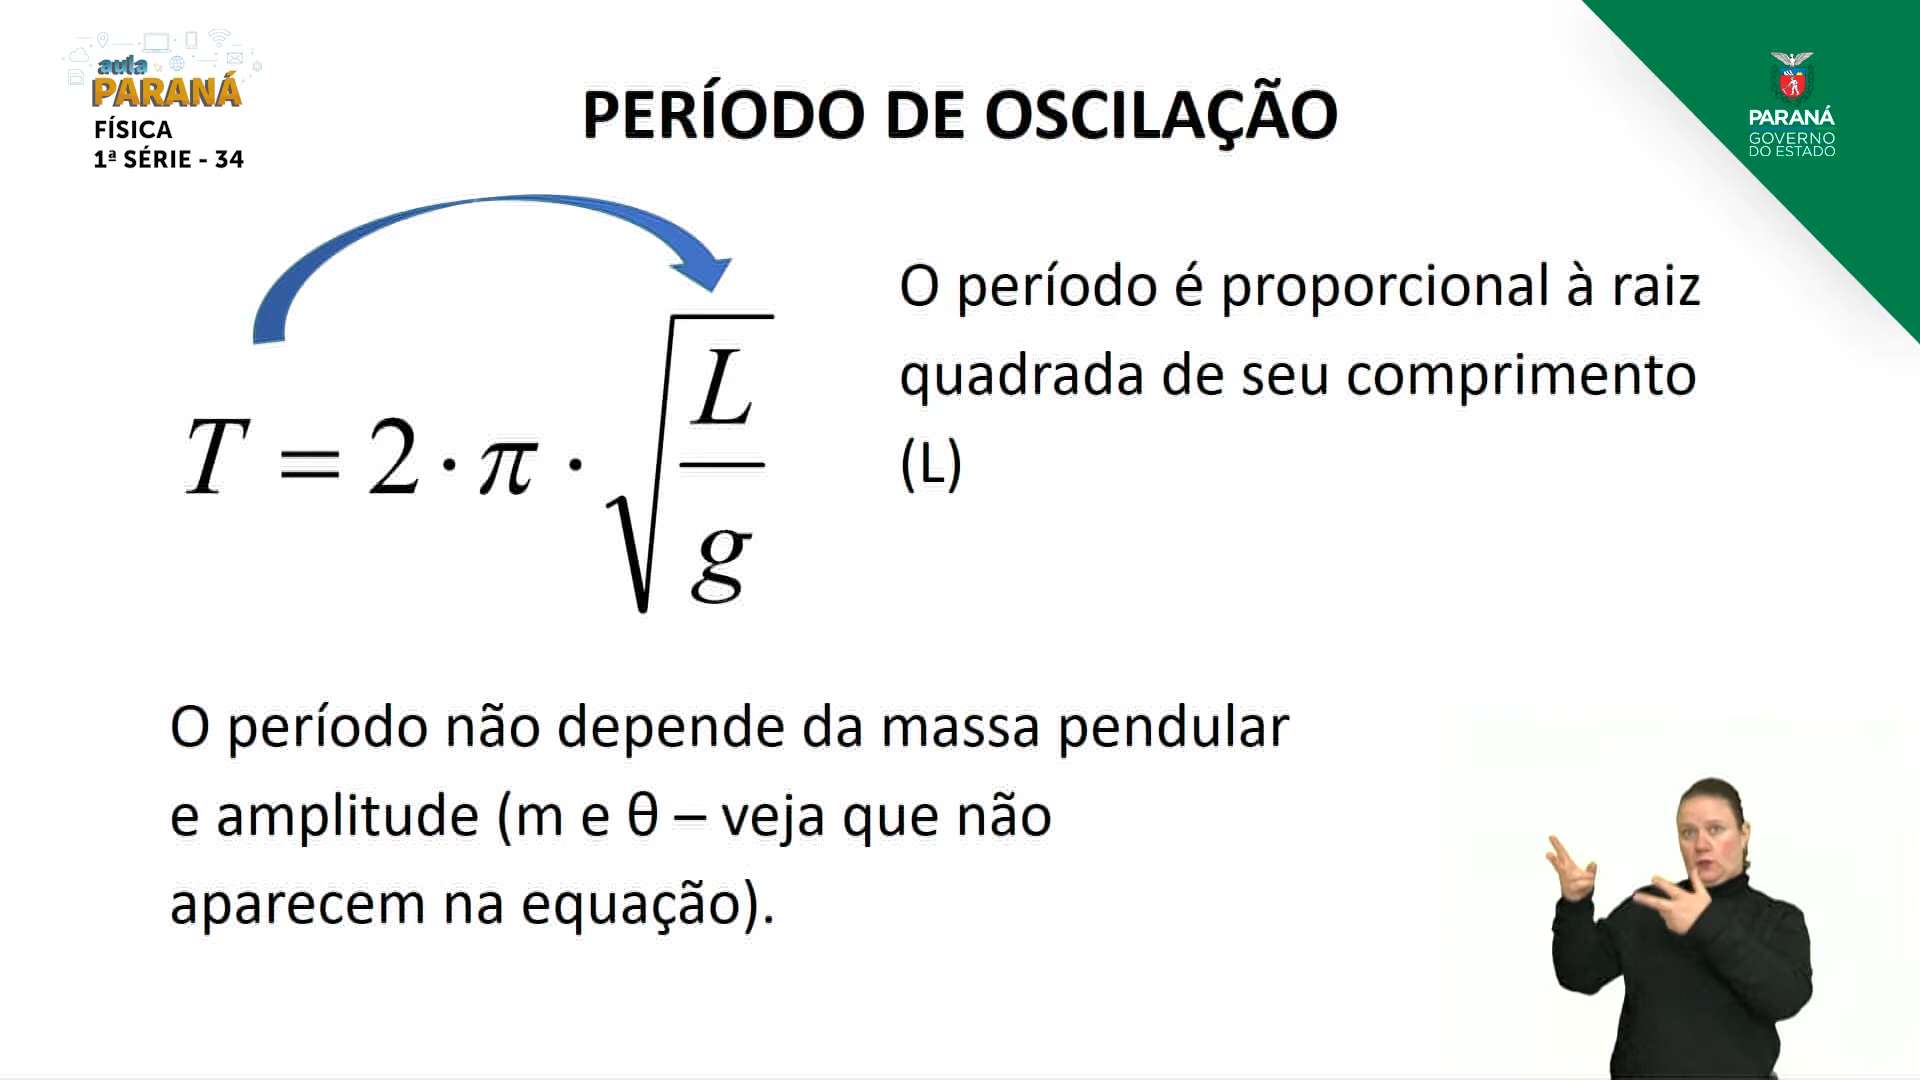 aula
PARANÁ
FÍSICA
1ª SÉRIE - 34
PERÍODO DE OSCILAÇÃO
PARANÁ
GOVERNO
DO ESTADO
T = 2 · π · √(L/g)
O período é proporcional à raiz
quadrada de seu comprimento
(L)
O período não depende da massa pendular
e amplitude (m e θ – veja que não
aparecem na equação).